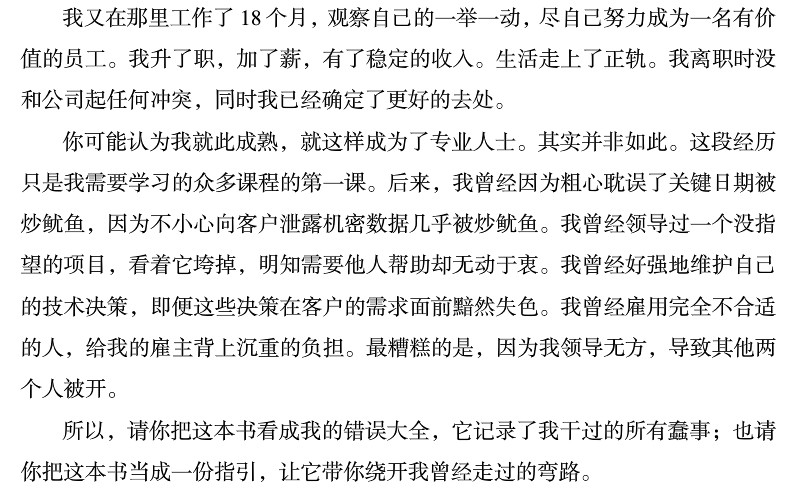 我又在那里工作了 18 个月，观察自己的一举一动，尽自己努力成为一名有价
值的员工。我升了职，加了薪，有了稳定的收入。生活走上了正轨。我离职时没
和公司起任何冲突，同时我已经确定了更好的去处。
你可能认为我就此成熟，就这样成为了专业人士。其实并非如此。这段经历
只是我需要学习的众多课程的第一课。后来，我曾经因为粗心耽误了关键日期被
炒鱿鱼，因为不小心向客户泄露机密数据几乎被炒鱿鱼。我曾经领导过一个没指
望的项目，看着它垮掉，明知需要他人帮助却无动于衷。我曾经好强地维护自己
的技术决策，即便这些决策在客户的需求面前黯然失色。我曾经雇用完全不合适
的人，给我的雇主背上沉重的负担。最糟糕的是，因为我领导无方，导致其他两
个人被开。
所以，请你把这本书看成我的错误大全，它记录了我干过的所有蠢事；也请
你把这本书当成一份指引，让它带你绕开我曾经走过的弯路。